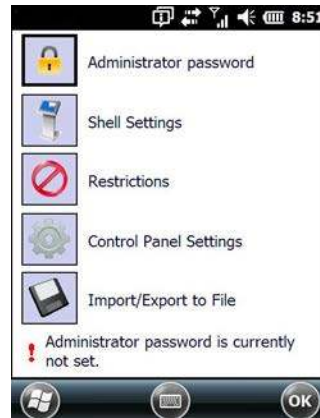 8:51
Administrator password
Shell Settings
Restrictions
Control Panel Settings
Import/Export to File
! Administrator password is currently
not set.
OK